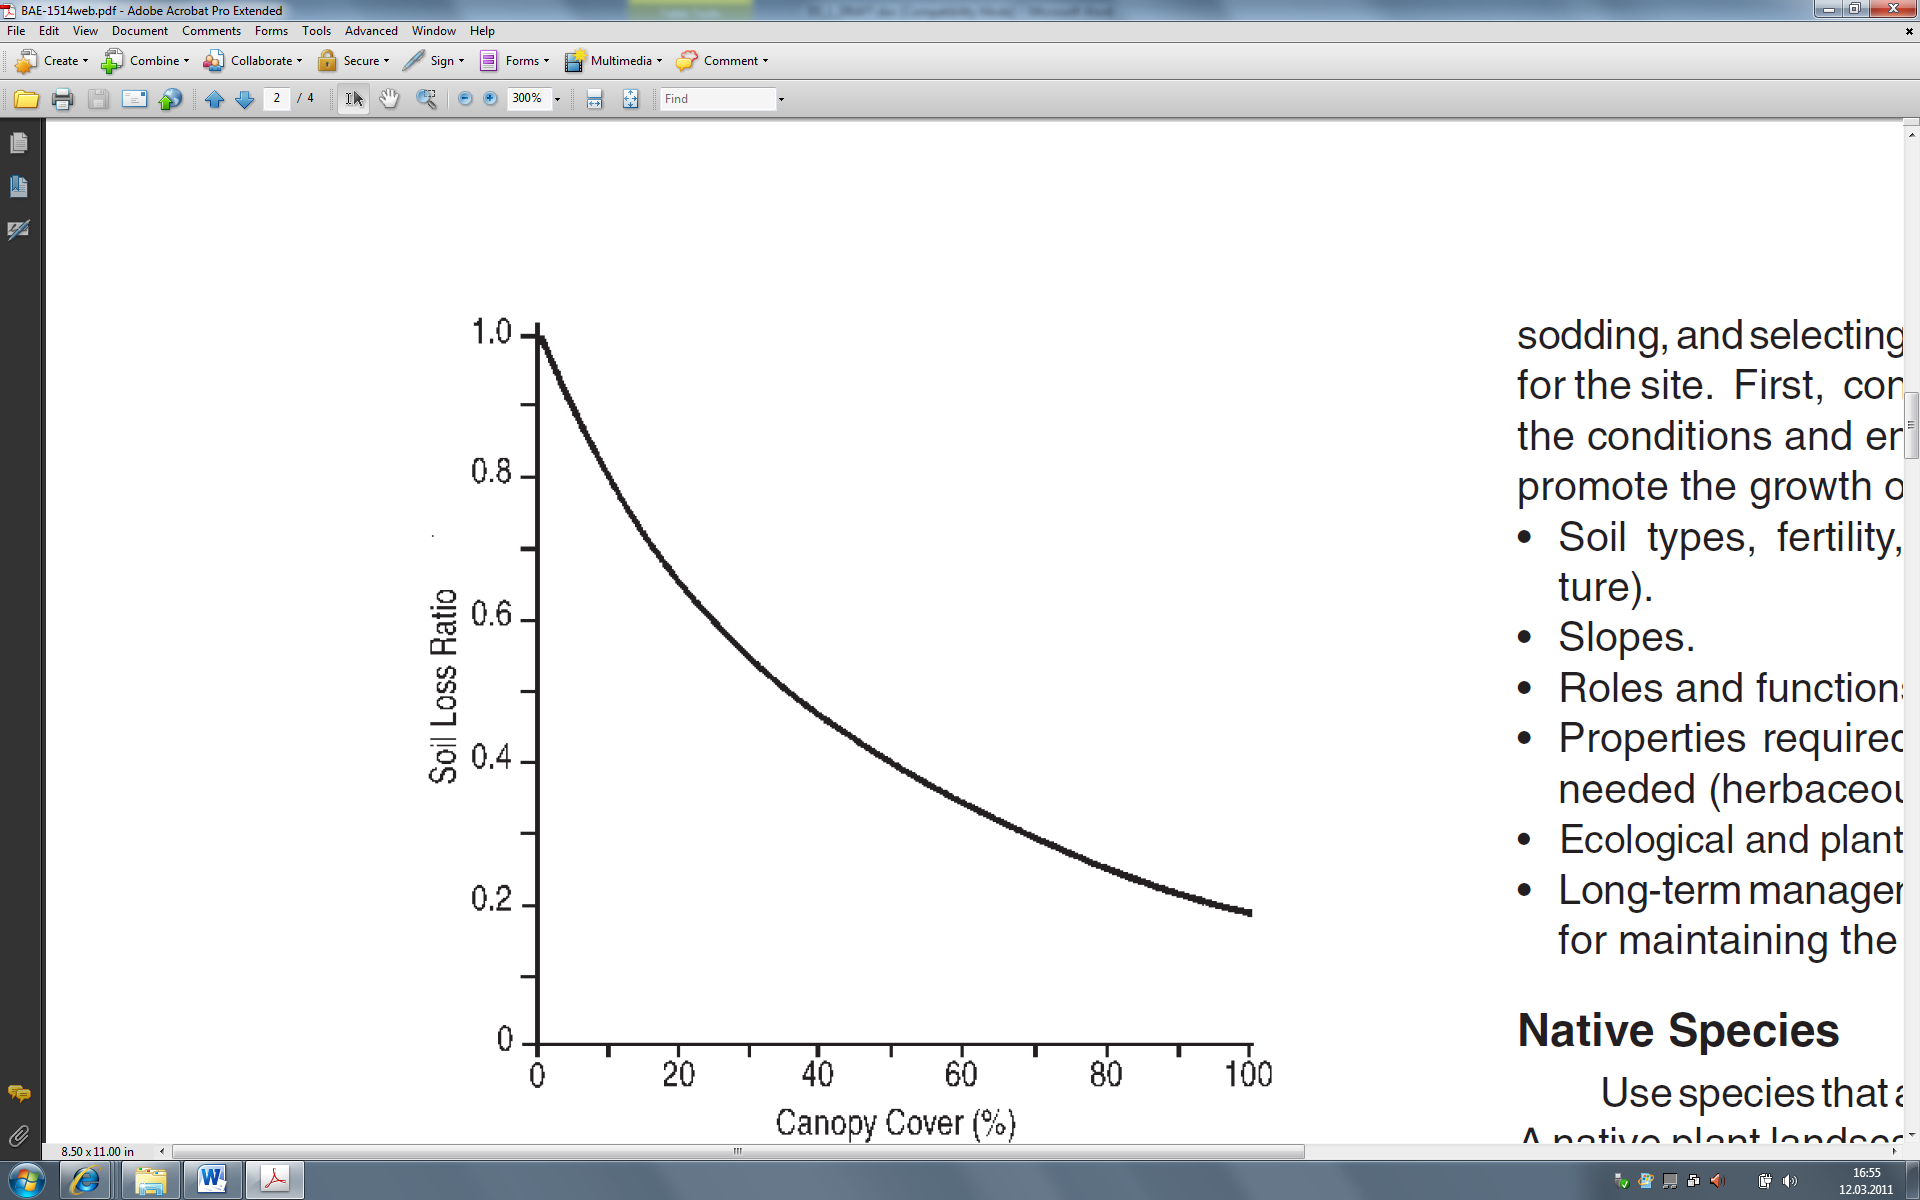 BAE-1514web.pdf - Adobe Acrobat Pro Extended
File Edit View Document Comments Forms Tools Advanced Window Help
Create Combine Collaborate Secure Sign Forms Multimedia Comment
2 / 4 300% Find
1.0
0.8
0.6
0.4
0.2
0
Soil Loss Ratio
0 20 40 60 80 100
Canopy Cover (%)
sodding, and selecting
for the site. First, con
the conditions and er
promote the growth o
• Soil types, fertility,
ture).
• Slopes.
• Roles and functions
• Properties required
needed (herbaceou
• Ecological and plant
• Long-term manager
for maintaining the
Native Species
Use species that a
A native plant landsca
8.50 x 11.00 in
16:55
12.03.2011